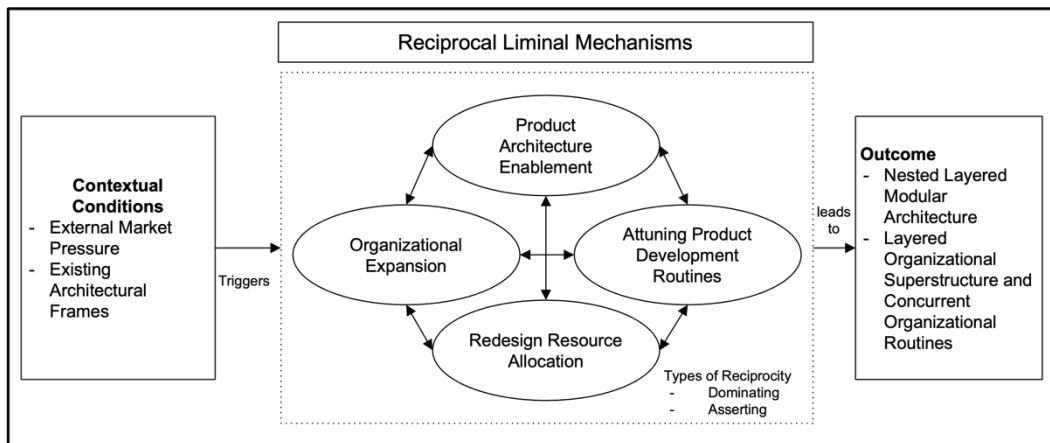 Reciprocal Liminal Mechanisms
Contextual
Conditions
- External Market
Pressure
- Existing
Architectural
Frames
Triggers
Product
Architecture
Enablement
Organizational
Expansion
Attuning Product
Development
Routines
Redesign Resource
Allocation
Types of Reciprocity
- Dominating
- Asserting
leads
to
Outcome
- Nested Layered
Modular
Architecture
- Layered
Organizational
Superstructure and
Concurrent
Organizational
Routines